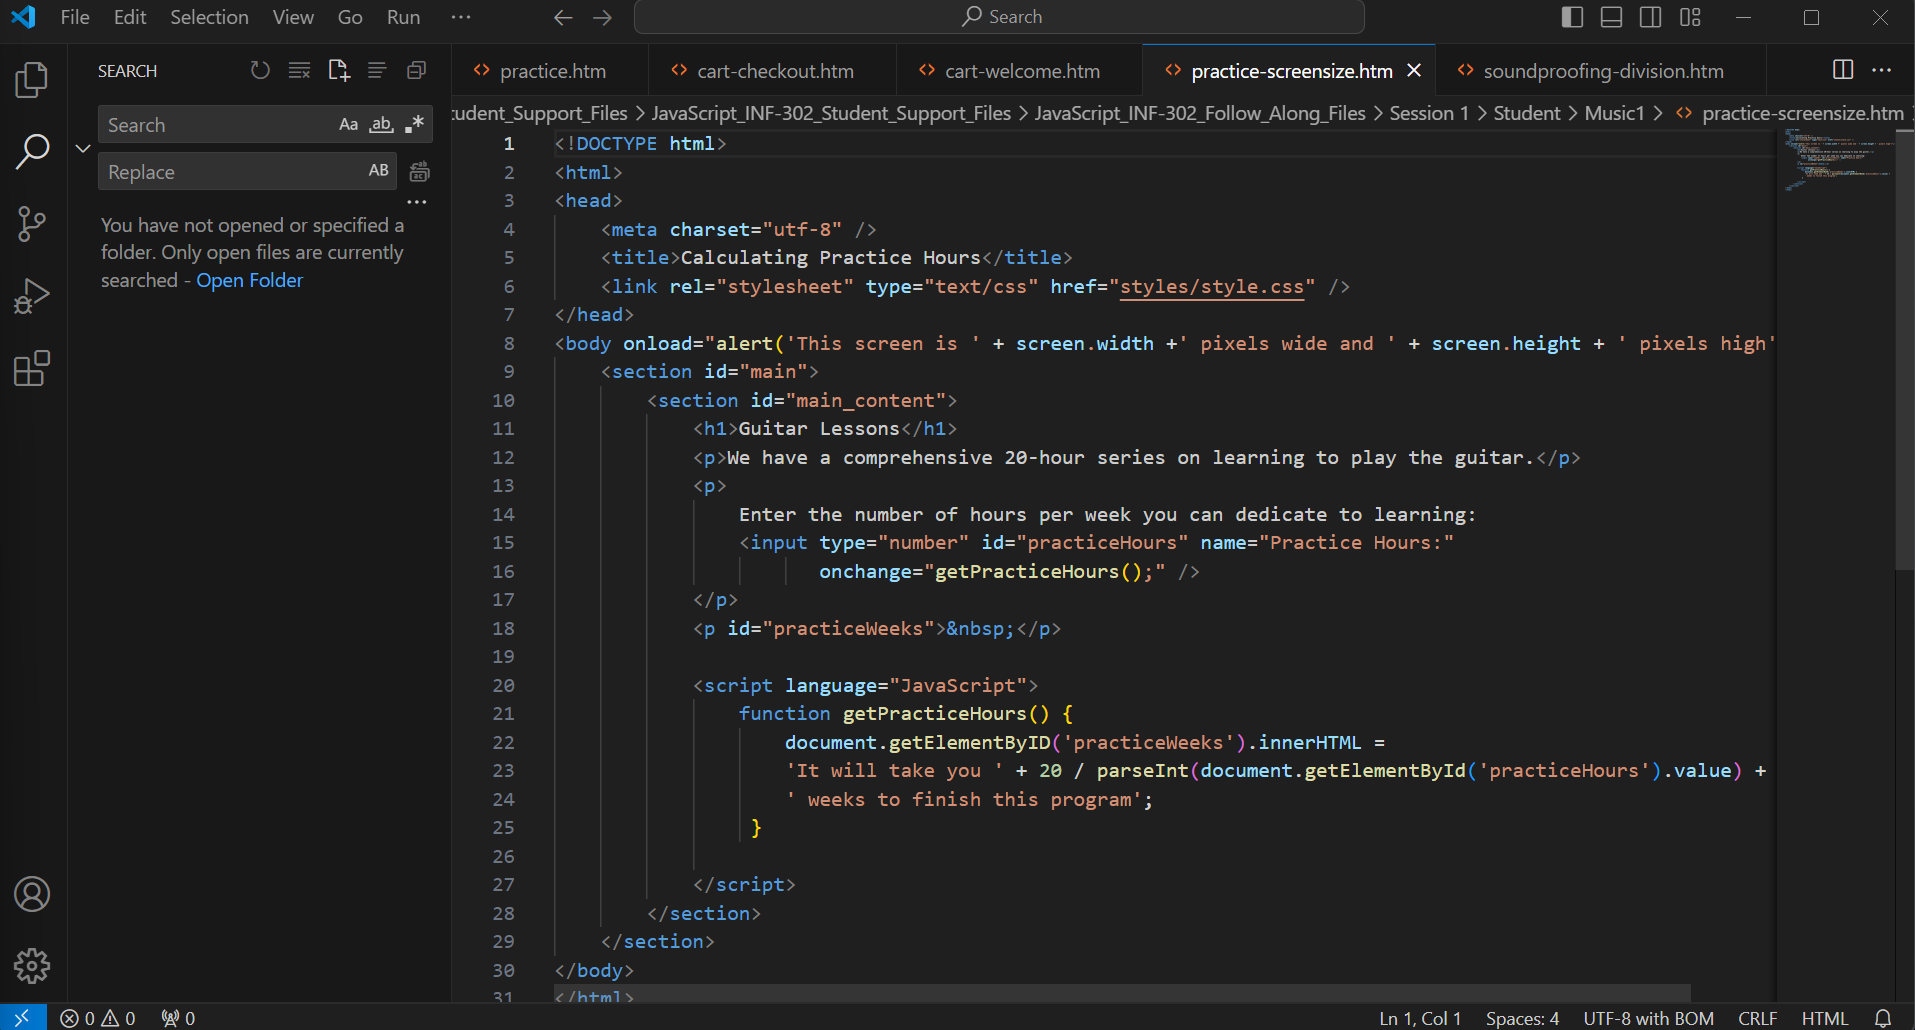 File Edit Selection View Go Run ··· Search
SEARCH
Search Aa ab .*
Replace AB
···
You have not opened or specified a
folder. Only open files are currently
searched - Open Folder
practice.htm cart-checkout.htm cart-welcome.htm practice-screensize.htm soundproofing-division.htm ···
tudent_Support_Files > JavaScript_INF-302_Student_Support_Files > JavaScript_INF-302_Follow_Along_Files > Session 1 > Student > Music1 > <> practice-screensize.htm
1 <!DOCTYPE html>
2 <html>
3 <head>
4 <meta charset="utf-8" />
5 <title>Calculating Practice Hours</title>
6 <link rel="stylesheet" type="text/css" href="styles/style.css" />
7 </head>
8 <body onload="alert('This screen is ' + screen.width +' pixels wide and ' + screen.height + ' pixels high'
9 <section id="main">
10 <section id="main_content">
11 <h1>Guitar Lessons</h1>
12 <p>We have a comprehensive 20-hour series on learning to play the guitar.</p>
13 <p>
14 Enter the number of hours per week you can dedicate to learning:
15 <input type="number" id="practiceHours" name="Practice Hours:"
16 onchange="getPracticeHours();" />
17 </p>
18 <p id="practiceWeeks">&nbsp;</p>
19
20 <script language="JavaScript">
21 function getPracticeHours() {
22 document.getElementByID('practiceWeeks').innerHTML =
23 'It will take you ' + 20 / parseInt(document.getElementById('practiceHours').value) +
24 ' weeks to finish this program';
25 }
26
27 </script>
28 </section>
29 </section>
30 </body>
31 </html>
0 0 0 Ln 1, Col 1 Spaces: 4 UTF-8 with BOM CRLF HTML